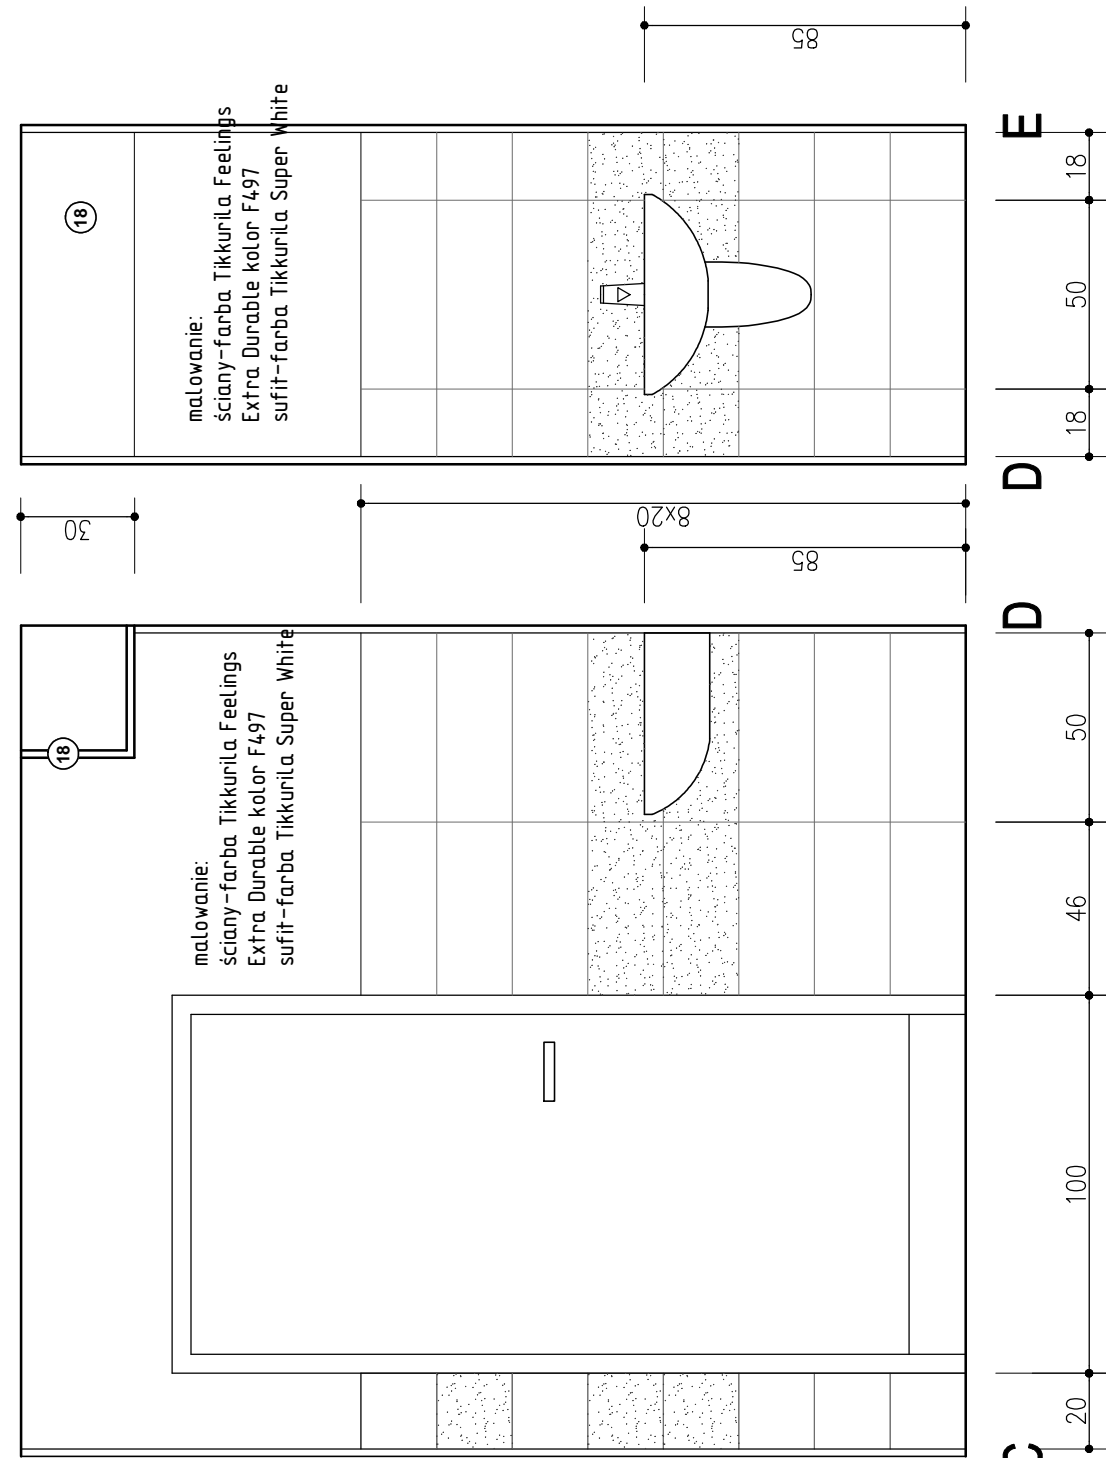 malowanie:
ściany-farba Tikkurila Feelings
Extra Durable kolor F497
sufit-farba Tikkurila Super White
18
30
20
100
46
50
C
D
8x20
85
malowanie:
ściany-farba Tikkurila Feelings
Extra Durable kolor F497
sufit-farba Tikkurila Super White
18
18
50
18
D
E
85